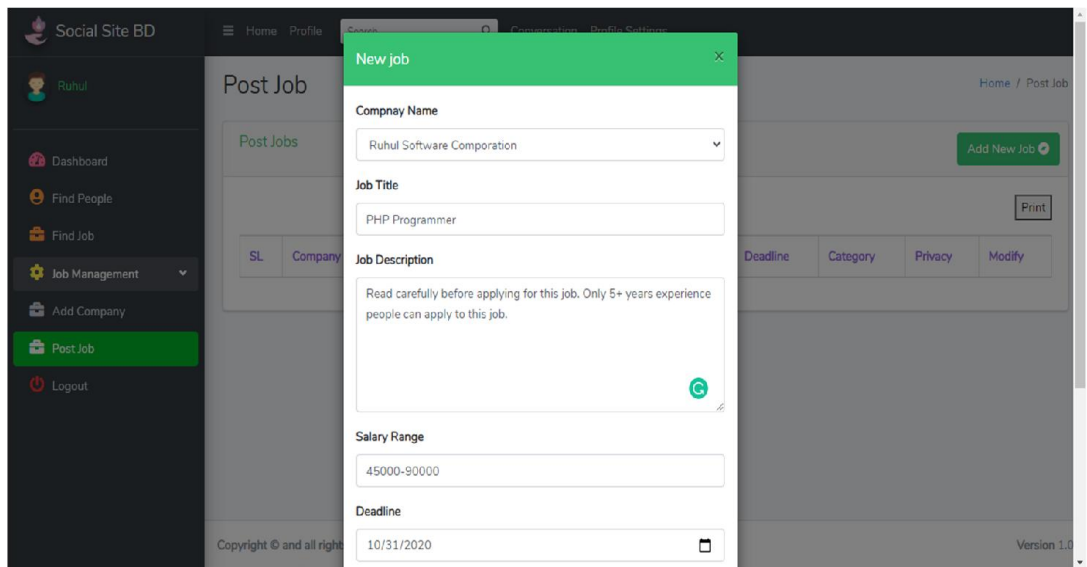 Social Site BD
Home Profile Search Conversation Profile Settings
Ruhul
Dashboard
Find People
Find Job
Job Management
Add Company
Post Job
Logout
Post Job
Home / Post Job
Post Jobs
Add New Job
Print
SL Company Deadline Category Privacy Modify
New job ×
Compnay Name
Ruhul Software Comporation
Job Title
PHP Programmer
Job Description
Read carefully before applying for this job. Only 5+ years experience
people can apply to this job.
Salary Range
45000-90000
Deadline
10/31/2020
Copyright © and all right
Version 1.0